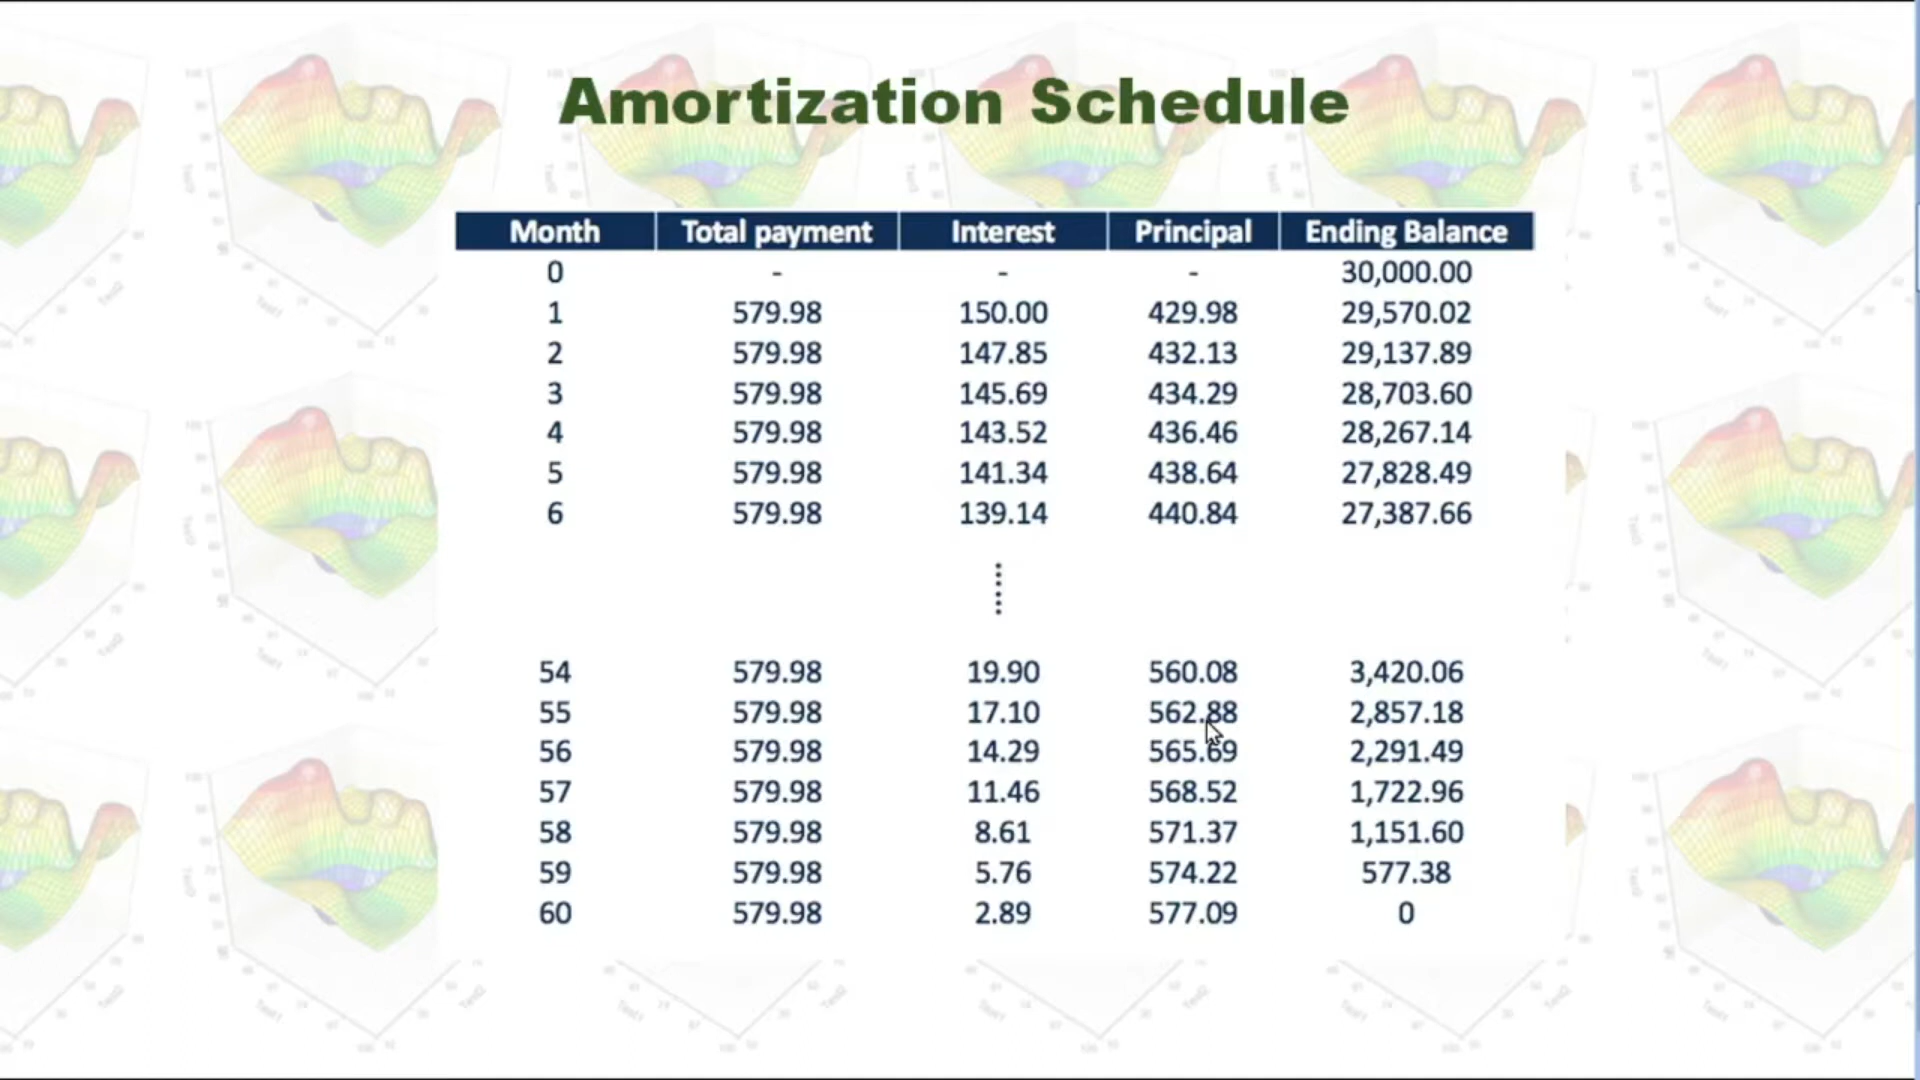 Amortization Schedule
Month Total payment Interest Principal Ending Balance
0 - - - 30,000.00
1 579.98 150.00 429.98 29,570.02
2 579.98 147.85 432.13 29,137.89
3 579.98 145.69 434.29 28,703.60
4 579.98 143.52 436.46 28,267.14
5 579.98 141.34 438.64 27,828.49
6 579.98 139.14 440.84 27,387.66
54 579.98 19.90 560.08 3,420.06
55 579.98 17.10 562.88 2,857.18
56 579.98 14.29 565.69 2,291.49
57 579.98 11.46 568.52 1,722.96
58 579.98 8.61 571.37 1,151.60
59 579.98 5.76 574.22 577.38
60 579.98 2.89 577.09 0